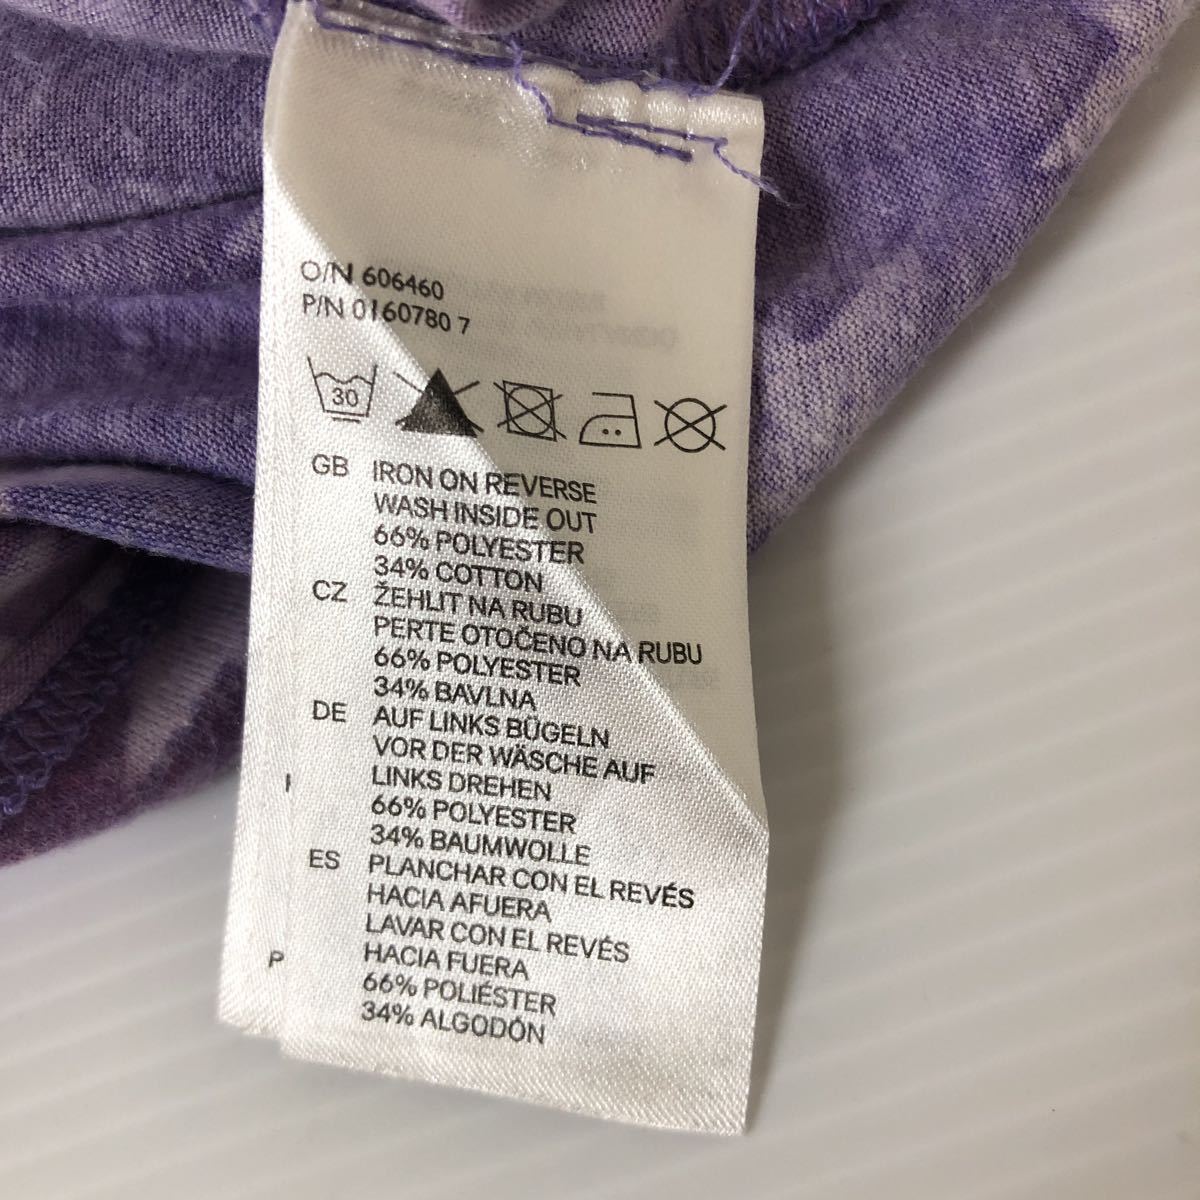 O/N 606460
P/N 0160780 7
30
GB IRON ON REVERSE
WASH INSIDE OUT
66% POLYESTER
34% COTTON
CZ ŽEHLIT NA RUBU
PERTE OTOČENO NA RUBU
66% POLYESTER
34% BAVLNA
DE AUF LINKS BÜGELN
VOR DER WÄSCHE AUF
LINKS DREHEN
66% POLYESTER
34% BAUMWOLLE
ES PLANCHAR CON EL REVÉS
HACIA AFUERA
LAVAR CON EL REVÉS
HACIA FUERA
66% POLIÉSTER
34% ALGODÓN
P